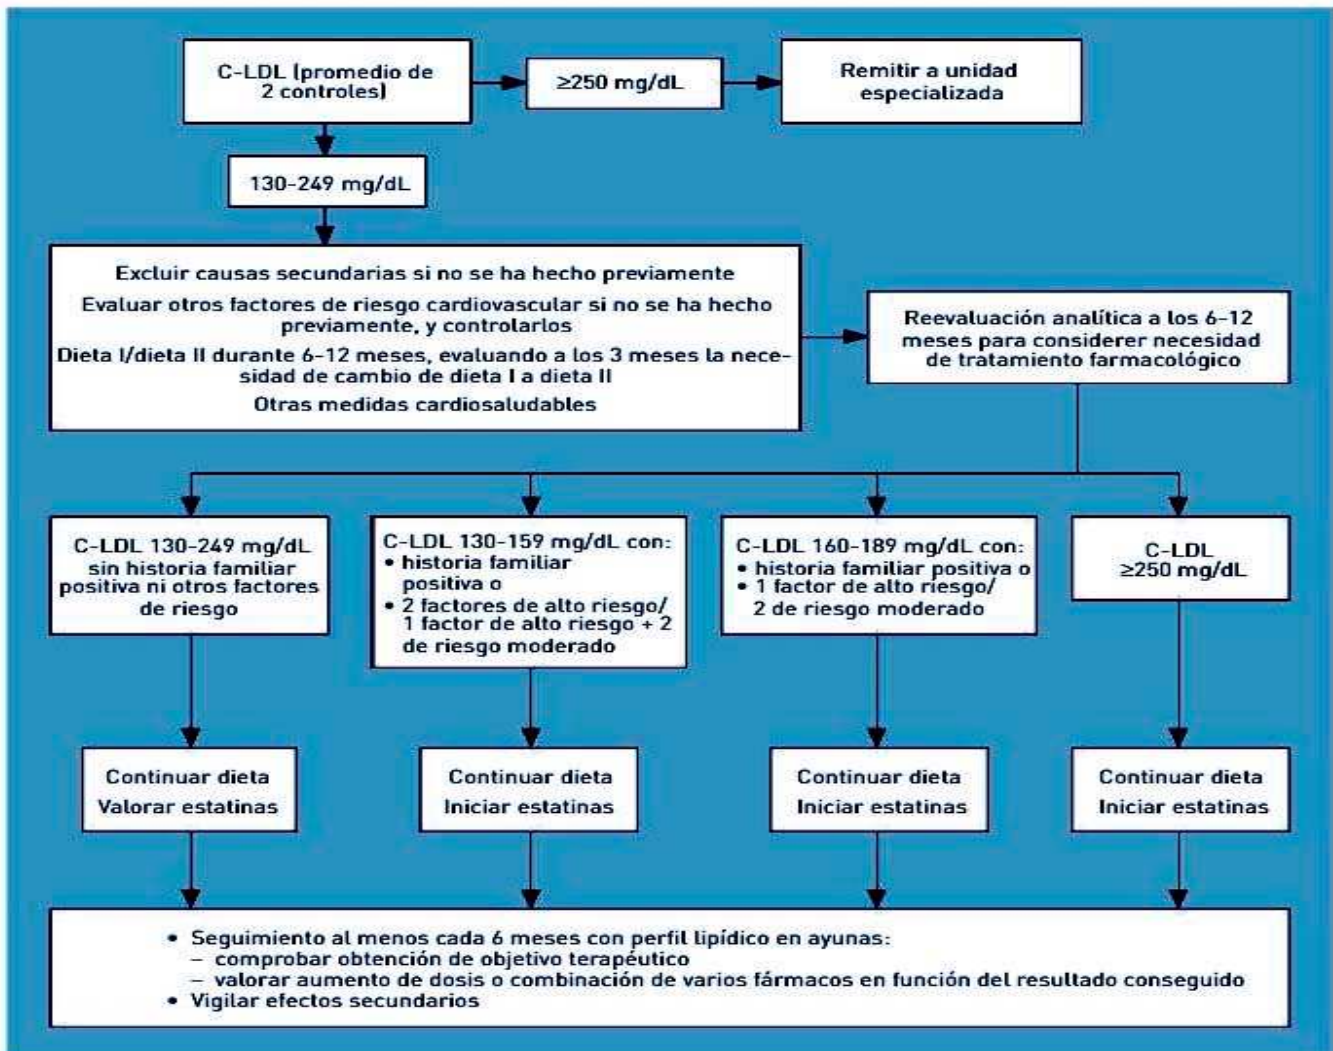 C-LDL (promedio de
2 controles)
≥250 mg/dL
Remitir a unidad
especializada
130-249 mg/dL
Excluir causas secundarias si no se ha hecho previamente
Evaluar otros factores de riesgo cardiovascular si no se ha hecho
previamente, y controlarlos
Dieta I/dieta II durante 6-12 meses, evaluando a los 3 meses la nece-
sidad de cambio de dieta I a dieta II
Otras medidas cardiosaludables
Reevaluación analítica a los 6-12
meses para considerer necesidad
de tratamiento farmacológico
C-LDL 130-249 mg/dL
sin historia familiar
positiva ni otros factores
de riesgo
C-LDL 130-159 mg/dL con:
• historia familiar
positiva o
• 2 factores de alto riesgo/
1 factor de alto riesgo + 2
de riesgo moderado
C-LDL 160-189 mg/dL con:
• historia familiar positiva o
• 1 factor de alto riesgo/
2 de riesgo moderado
C-LDL
≥250 mg/dL
Continuar dieta
Valorar estatinas
Continuar dieta
Iniciar estatinas
Continuar dieta
Iniciar estatinas
Continuar dieta
Iniciar estatinas
• Seguimiento al menos cada 6 meses con perfil lipídico en ayunas:
– comprobar obtención de objetivo terapéutico
– valorar aumento de dosis o combinación de varios fármacos en función del resultado conseguido
• Vigilar efectos secundarios